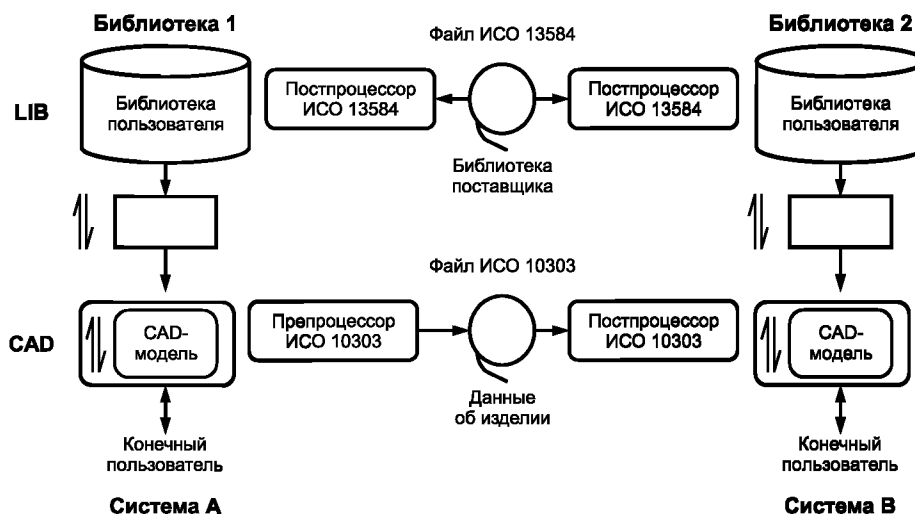 Библиотека 1
Файл ИСО 13584
Библиотека 2
LIB
Библиотека
пользователя
Постпроцессор
ИСО 13584
Постпроцессор
ИСО 13584
Библиотека
пользователя
Библиотека
поставщика
Файл ИСО 10303
CAD
CAD-
модель
Препроцессор
ИСО 10303
Постпроцессор
ИСО 10303
CAD-
модель
Данные
об изделии
Конечный
пользователь
Конечный
пользователь
Система А
Система В